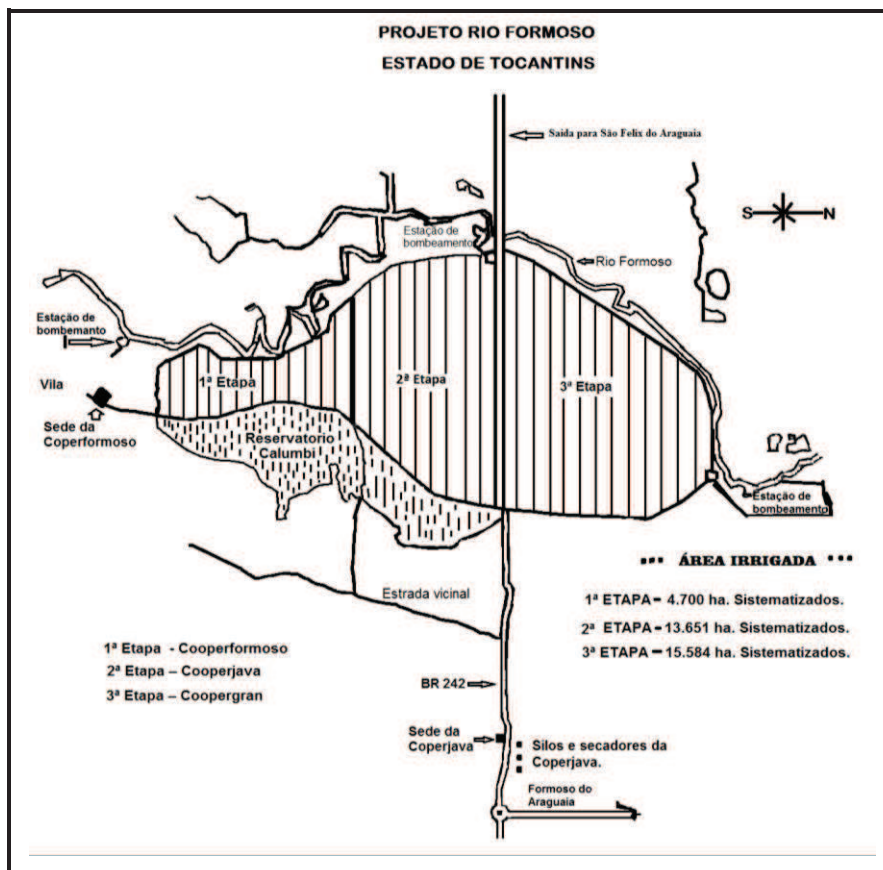 PROJETO RIO FORMOSO
ESTADO DE TOCANTINS
Saida para São Felix do Araguaia
S
N
Estação de
bombeamento
Rio Formoso
Estação de
bombemanto
1ª Etapa
2ª Etapa
3ª Etapa
Vila
Sede da
Coperformoso
Reservatorio
Calumbi
Estação de
bombeamento
Estrada vicinal
ÁREA IRRIGADA
1ª ETAPA – 4.700 ha. Sistematizados.
2ª ETAPA – 13.651 ha. Sistematizados.
3ª ETAPA – 15.584 ha. Sistematizados.
1ª Etapa - Cooperformoso
2ª Etapa – Cooperjava
3ª Etapa – Coopergran
BR 242
Sede da
Coperjava
Silos e secadores da
Coperjava.
Formoso do
Araguaia